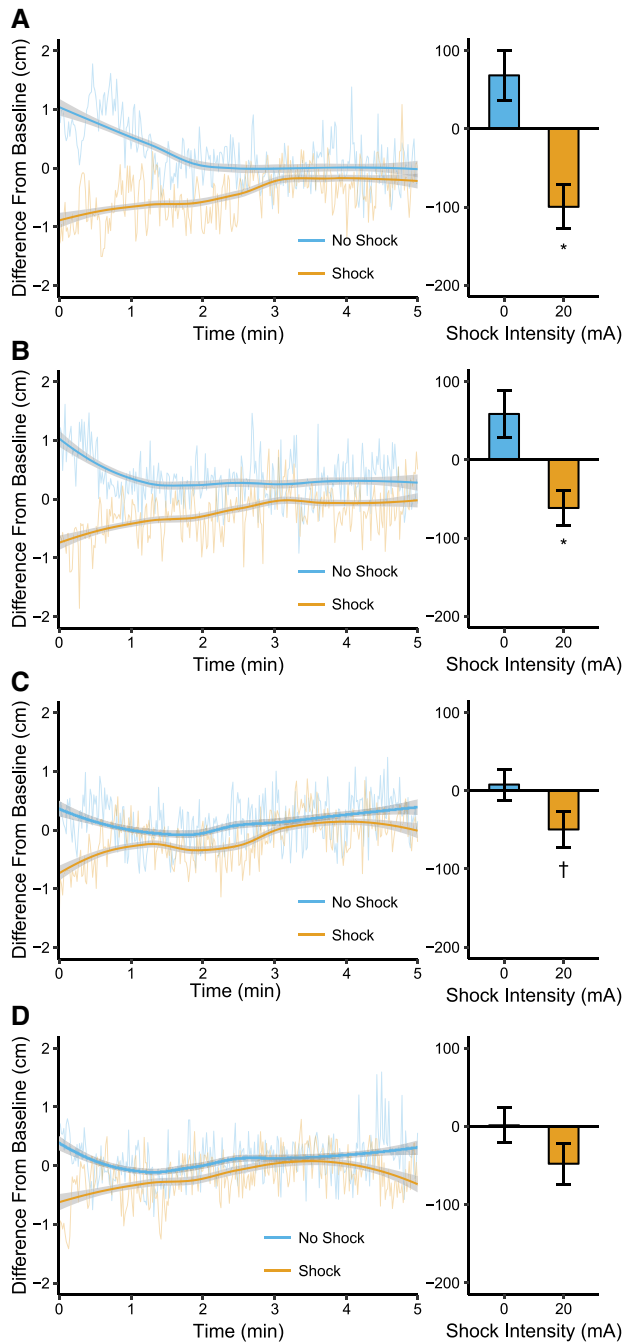 A
Difference From Baseline (cm)
2
1
0
−1
−2
0 1 2 3 4 5
Time (min)
No Shock
Shock
100
0
−100
−200
*
0 20
Shock Intensity (mA)
B
Difference From Baseline (cm)
2
1
0
−1
−2
0 1 2 3 4 5
Time (min)
No Shock
Shock
100
0
−100
−200
*
0 20
Shock Intensity (mA)
C
Difference From Baseline (cm)
2
1
0
−1
−2
0 1 2 3 4 5
Time (min)
No Shock
Shock
100
0
−100
−200
†
0 20
Shock Intensity (mA)
D
Difference From Baseline (cm)
2
1
0
−1
−2
0 1 2 3 4 5
Time (min)
No Shock
Shock
100
0
−100
−200
0 20
Shock Intensity (mA)